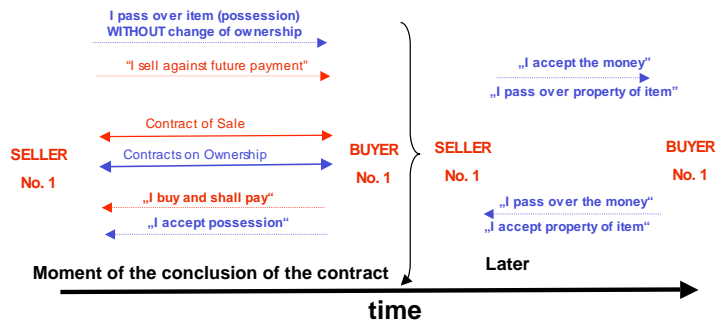 I pass over item (possession)
WITHOUT change of ownership
“I sell against future payment”
„I accept the money”
„I pass over property of item”
Contract of Sale
SELLER
No. 1
Contracts on Ownership
BUYER
No. 1
SELLER
No. 1
BUYER
No. 1
„I buy and shall pay“
„I accept possession“
„I pass over the money“
„I accept property of item“
Moment of the conclusion of the contract
Later
time